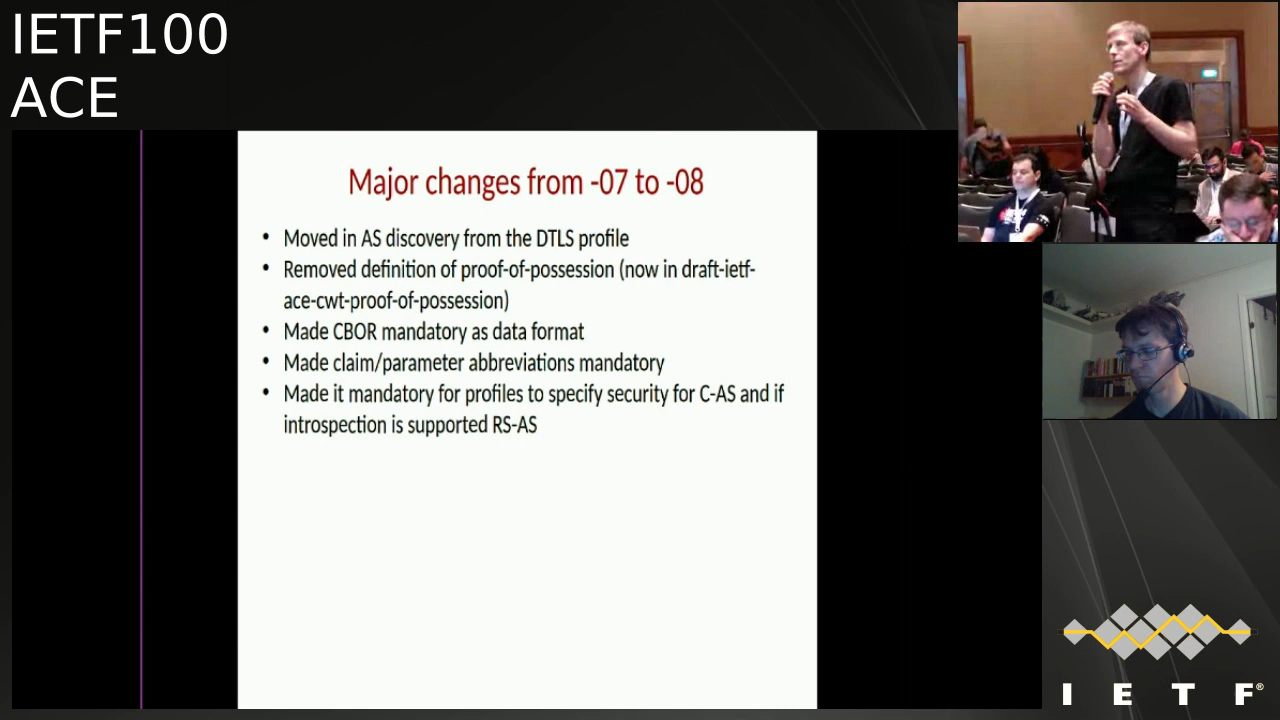 IETF100
ACE
Major changes from -07 to -08
• Moved in AS discovery from the DTLS profile
• Removed definition of proof-of-possession (now in draft-ietf-
ace-cwt-proof-of-possession)
• Made CBOR mandatory as data format
• Made claim/parameter abbreviations mandatory
• Made it mandatory for profiles to specify security for C-AS and if
introspection is supported RS-AS
I E T F®